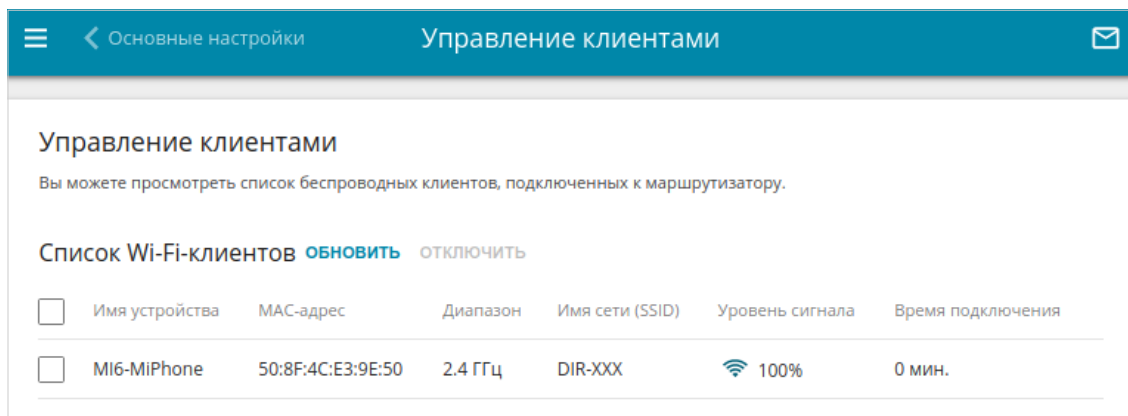 Основные настройки Управление клиентами
Управление клиентами
Вы можете просмотреть список беспроводных клиентов, подключенных к маршрутизатору.
Список Wi-Fi-клиентов ОБНОВИТЬ ОТКЛЮЧИТЬ
Имя устройства MAC-адрес Диапазон Имя сети (SSID) Уровень сигнала Время подключения
MI6-MiPhone 50:8F:4C:E3:9E:50 2.4 ГГц DIR-XXX 100% 0 мин.